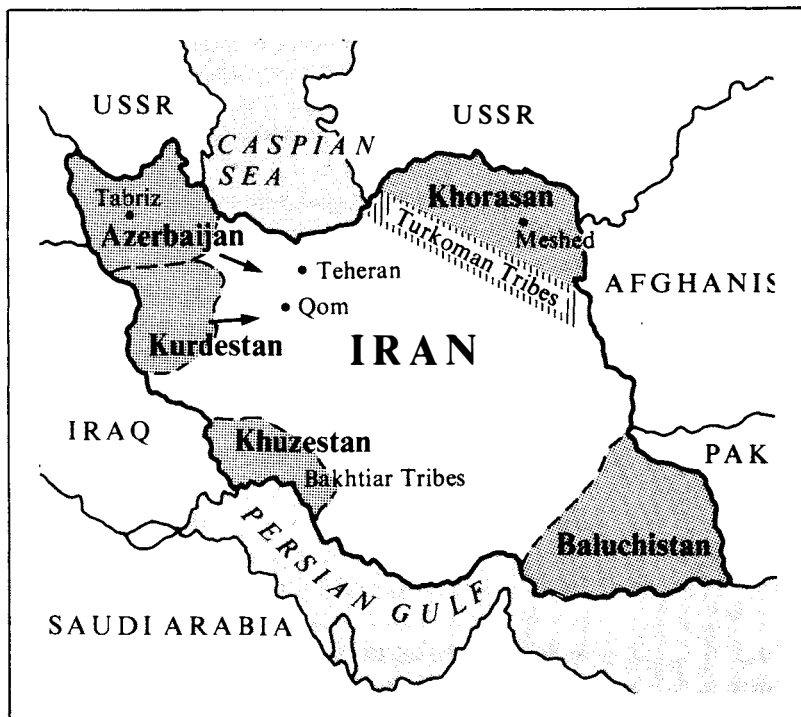 USSR
USSR
CASPIAN
SEA
Tabriz
Azerbaijan
Khorasan
Meshed
Turkoman Tribes
Teheran
Qom
AFGHANIS
Kurdestan
IRAN
IRAQ
Khuzestan
Bakhtiar Tribes
PAK
Baluchistan
PERSIAN GULF
SAUDI ARABIA